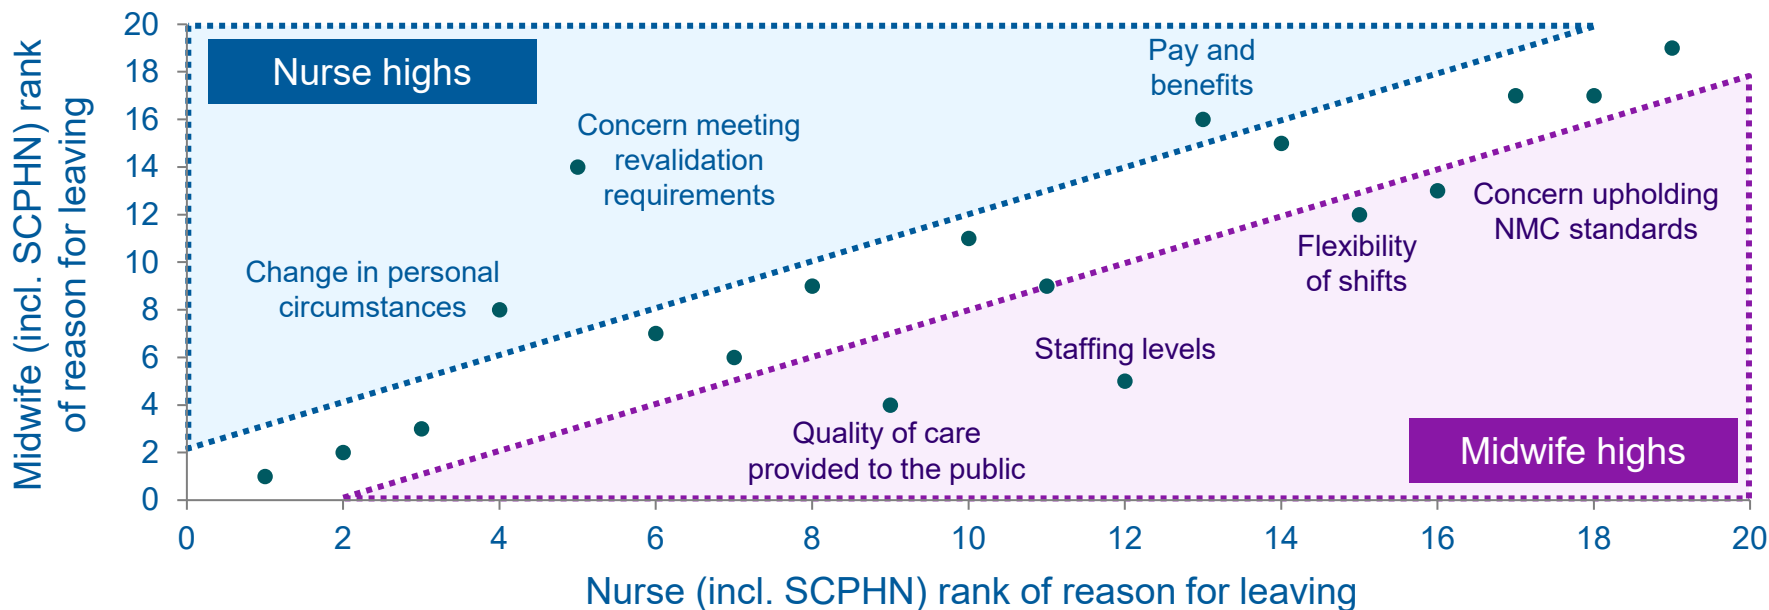 Midwife (incl. SCPHN) rank
of reason for leaving
20
18
16
14
12
10
8
6
4
2
0
Nurse highs
Pay and
benefits
Concern meeting
revalidation
requirements
Change in personal
circumstances
Concern upholding
NMC standards
Flexibility
of shifts
Staffing levels
Quality of care
provided to the public
Midwife highs
0
2
4
6
8
10
12
14
16
18
20
Nurse (incl. SCPHN) rank of reason for leaving